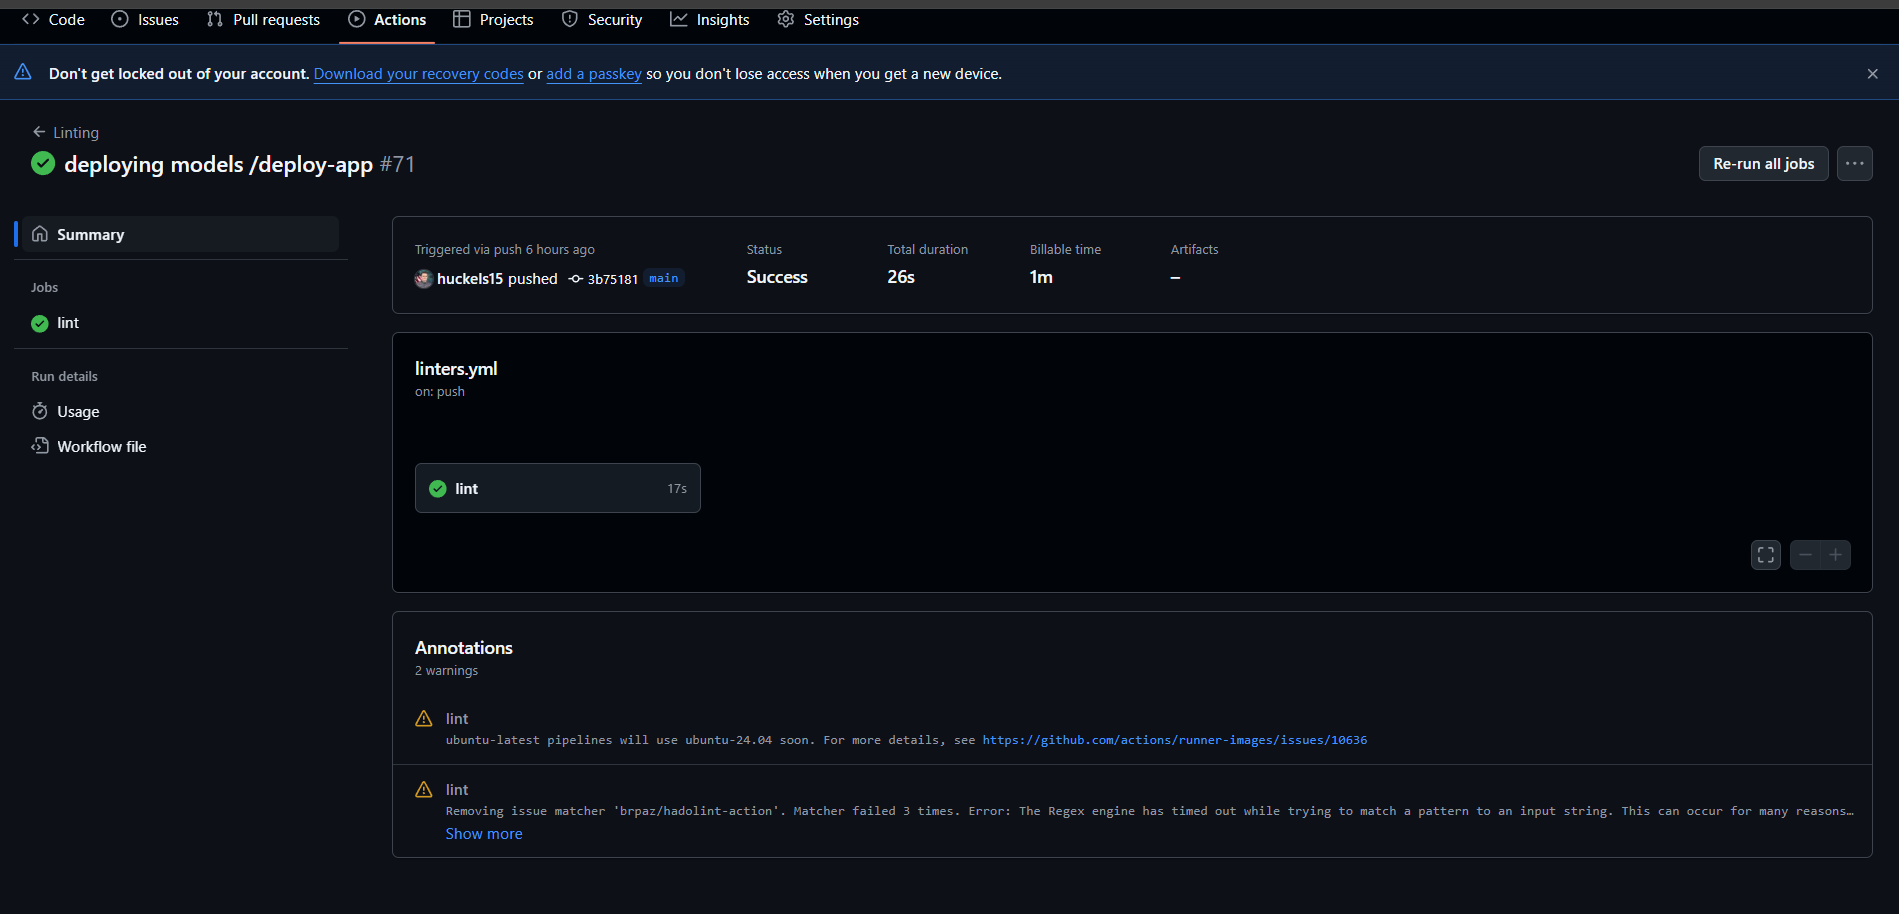 Code Issues Pull requests Actions Projects Security Insights Settings
Don't get locked out of your account. Download your recovery codes or add a passkey so you don't lose access when you get a new device.
Linting
deploying models /deploy-app #71
Re-run all jobs
Summary
Jobs
lint
Run details
Usage
Workflow file
Triggered via push 6 hours ago
huckels15 pushed 3b75181 main
Status
Success
Total duration
26s
Billable time
1m
Artifacts
–
linters.yml
on: push
lint 17s
Annotations
2 warnings
lint
ubuntu-latest pipelines will use ubuntu-24.04 soon. For more details, see https://github.com/actions/runner-images/issues/10636
lint
Removing issue matcher 'brpaz/hadolint-action'. Matcher failed 3 times. Error: The Regex engine has timed out while trying to match a pattern to an input string. This can occur for many reasons…
Show more